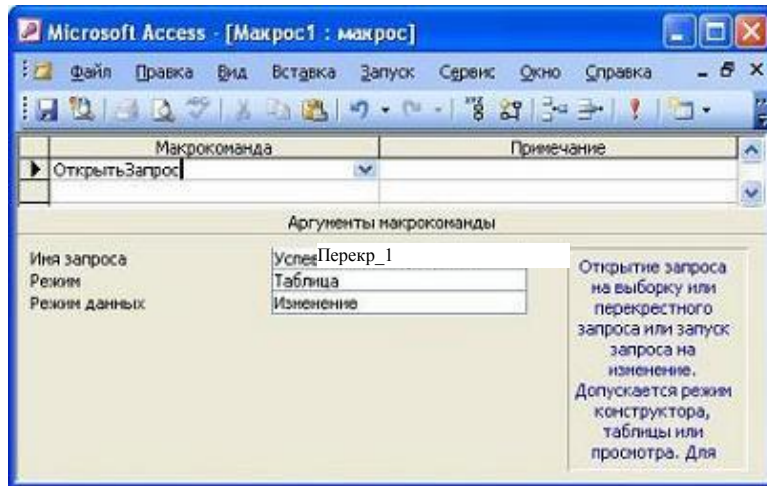 Microsoft Access - [Макрос1 : макрос]
Файл Правка Вид Вставка Запуск Сервис Окно Справка
Макрокоманда Примечание
ОткрытьЗапрос
Аргументы макрокоманды
Имя запроса Перекр_1
Режим Таблица
Режим данных Изменение
Открытие запроса
на выборку или
перекрестного
запроса или запуск
запроса на
изменение.
Допускается режим
конструктора,
таблицы или
просмотра. Для